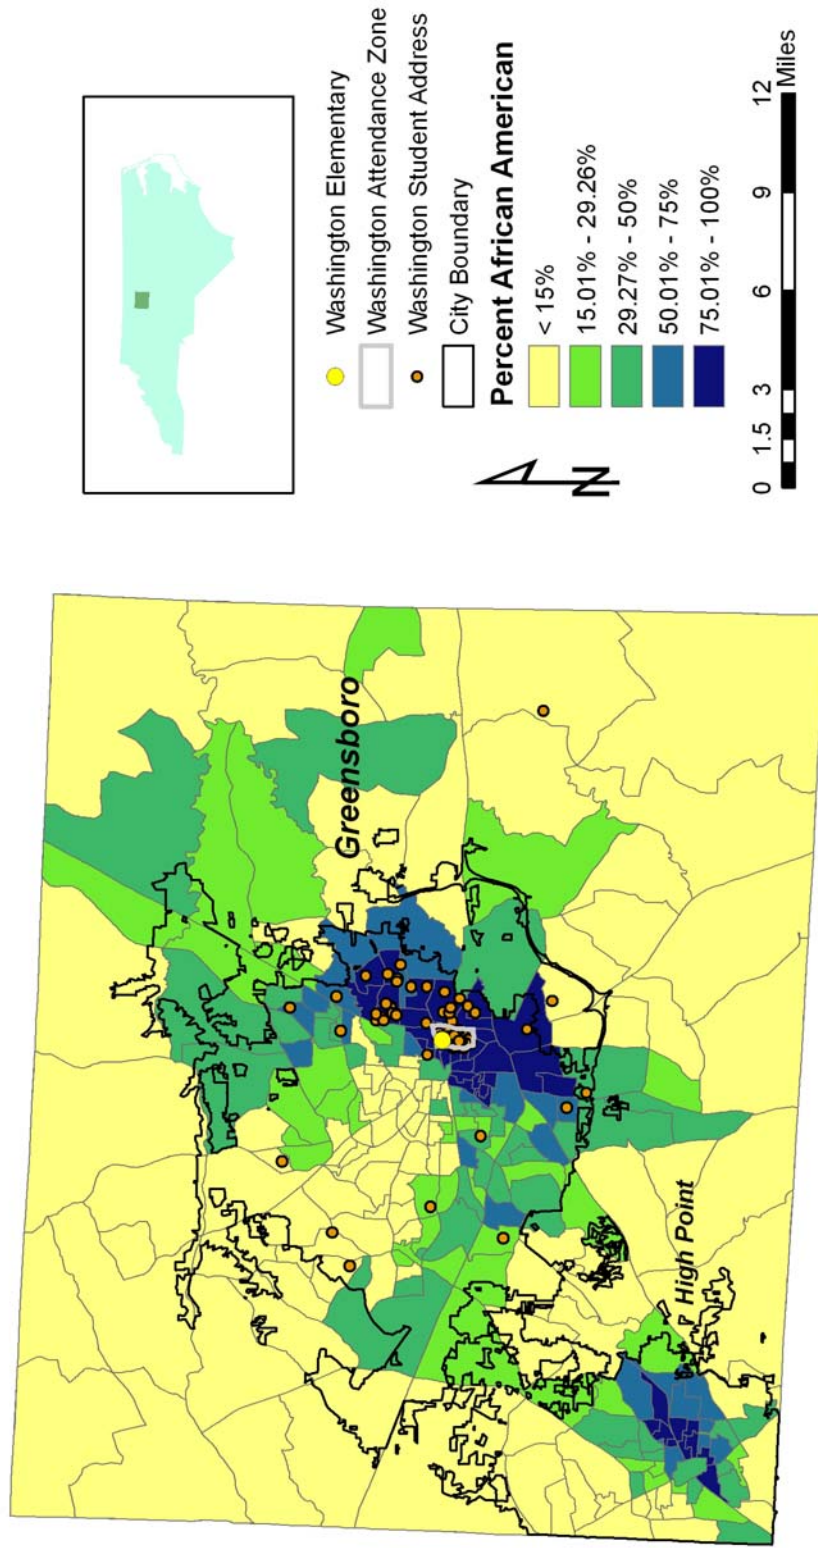 Greensboro
High Point
Washington Elementary
Washington Attendance Zone
Washington Student Address
City Boundary
Percent African American
< 15%
15.01% - 29.26%
29.27% - 50%
50.01% - 75%
75.01% - 100%
N
0 1.5 3 6 9 12
Miles